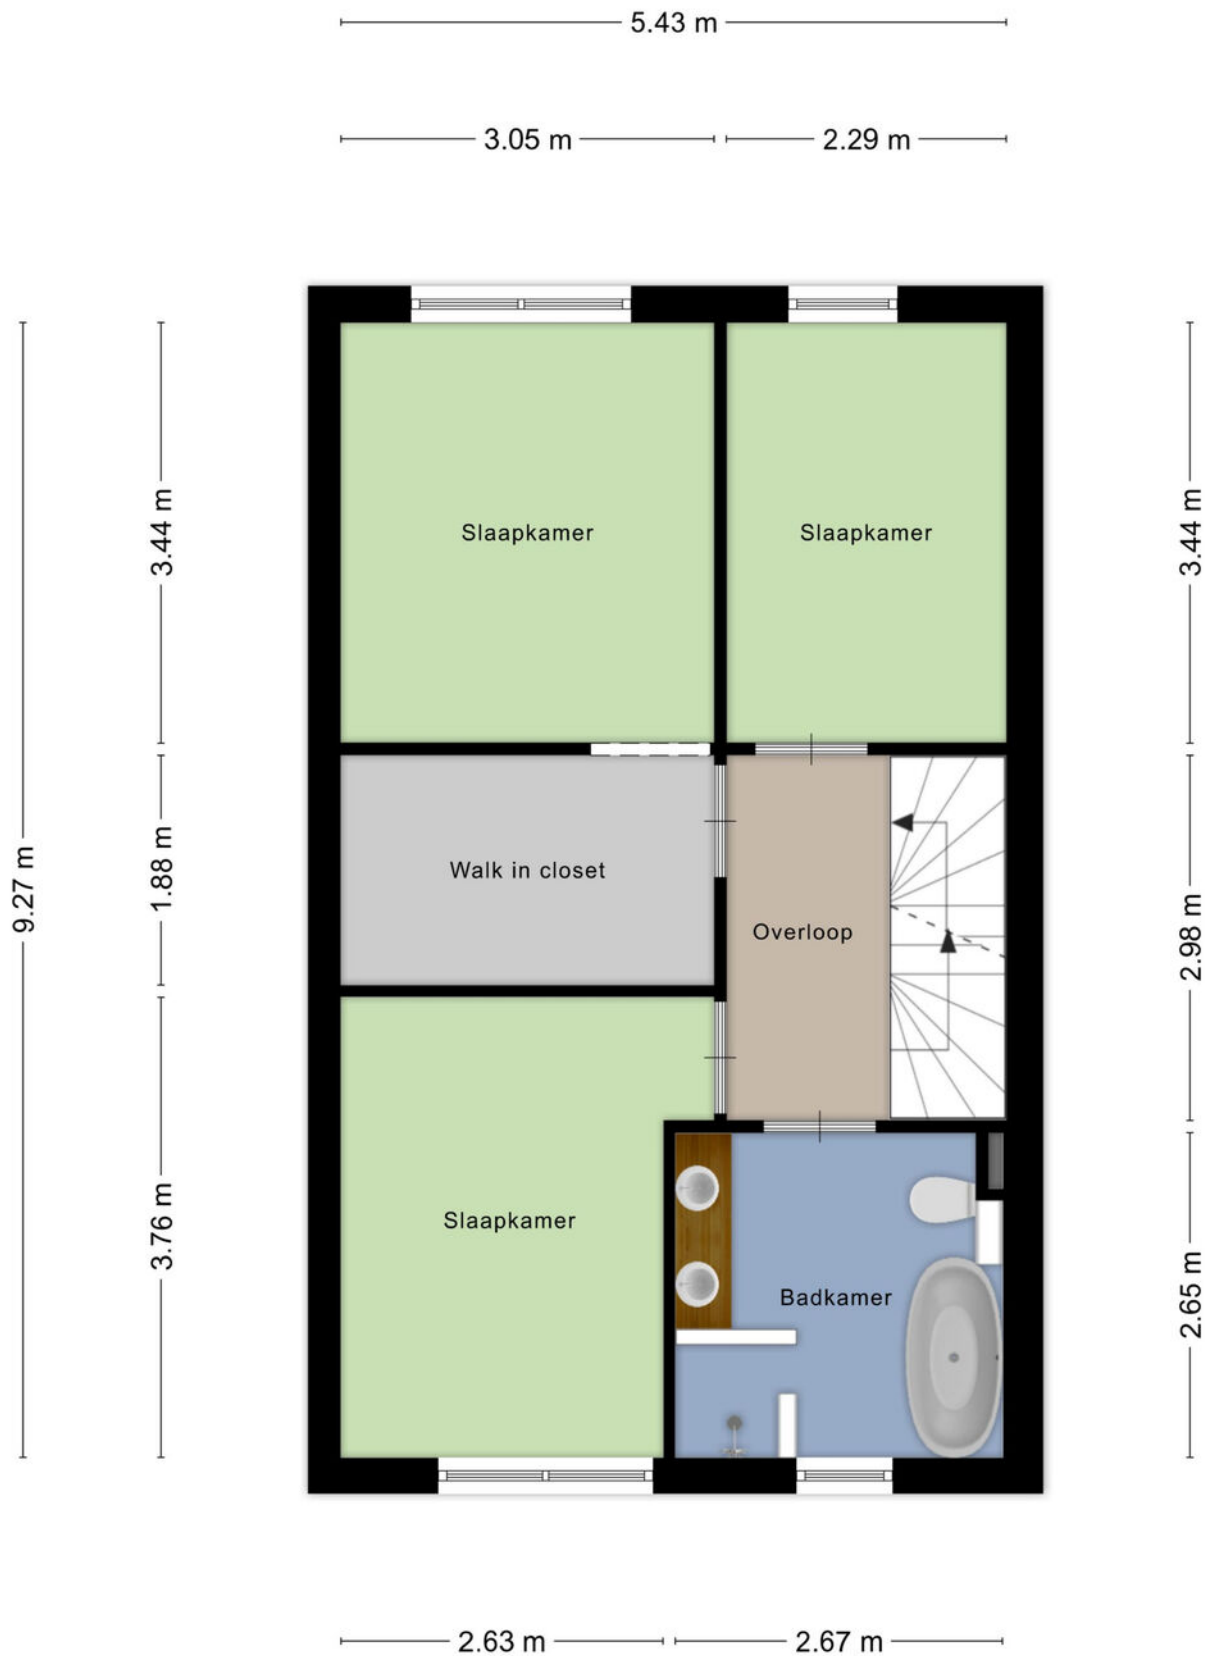 5.43 m
3.05 m
2.29 m
3.44 m
3.44 m
Slaapkamer
Slaapkamer
9.27 m
1.88 m
Walk in closet
Overloop
2.98 m
3.76 m
Slaapkamer
Badkamer
2.65 m
2.63 m
2.67 m